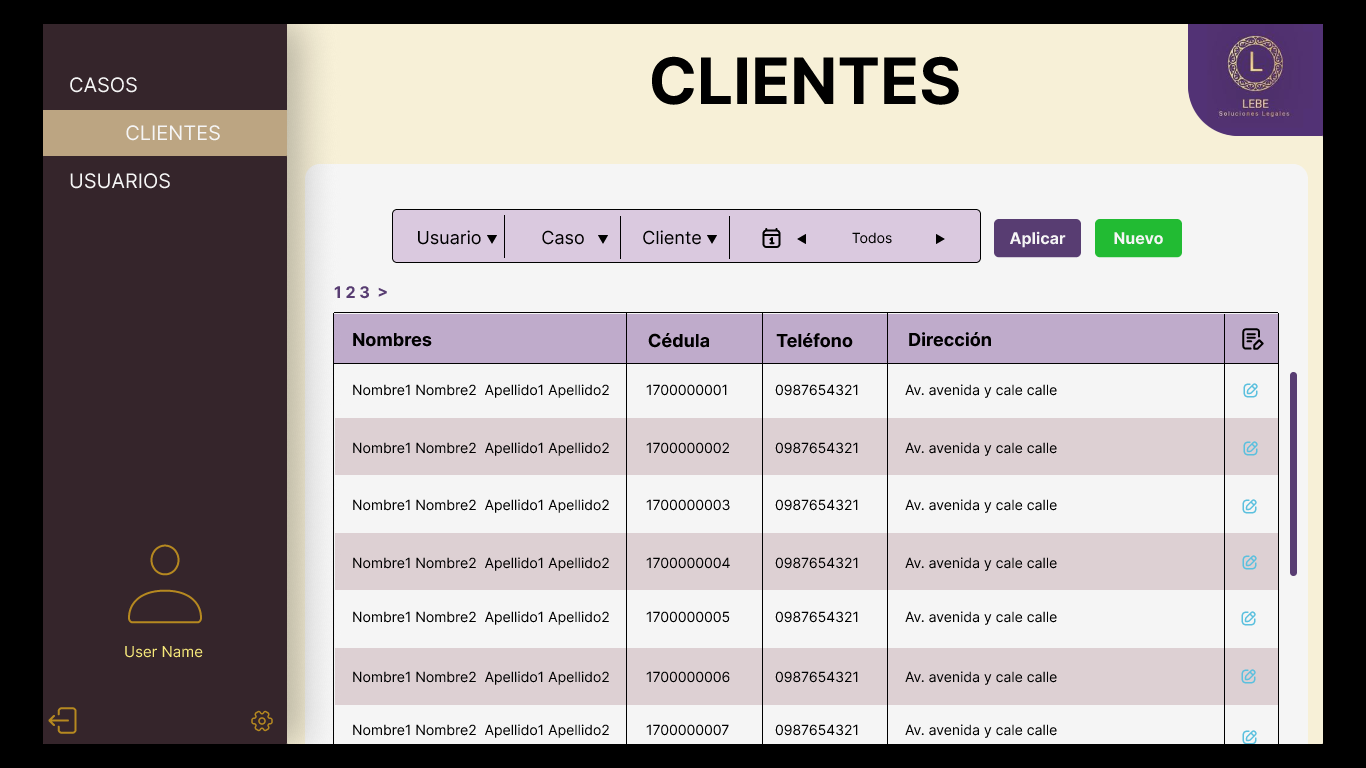 CASOS
CLIENTES
USUARIOS
User Name
CLIENTES
L
LEBE
Soluciones Legales
Usuario ▼ Caso ▼ Cliente ▼ 1 ◀ Todos ▶ Aplicar Nuevo
1 2 3 >
Nombres Cédula Teléfono Dirección
Nombre1 Nombre2 Apellido1 Apellido2 1700000001 0987654321 Av. avenida y cale calle
Nombre1 Nombre2 Apellido1 Apellido2 1700000002 0987654321 Av. avenida y cale calle
Nombre1 Nombre2 Apellido1 Apellido2 1700000003 0987654321 Av. avenida y cale calle
Nombre1 Nombre2 Apellido1 Apellido2 1700000004 0987654321 Av. avenida y cale calle
Nombre1 Nombre2 Apellido1 Apellido2 1700000005 0987654321 Av. avenida y cale calle
Nombre1 Nombre2 Apellido1 Apellido2 1700000006 0987654321 Av. avenida y cale calle
Nombre1 Nombre2 Apellido1 Apellido2 1700000007 0987654321 Av. avenida y cale calle